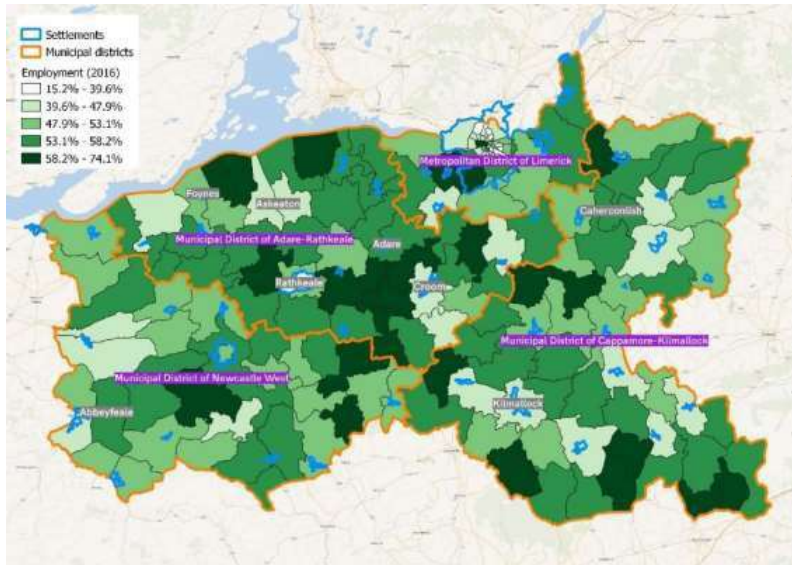 Settlements
Municipal districts
Employment (2016)
15.2% - 39.6%
39.6% - 47.9%
47.9% - 53.1%
53.1% - 58.2%
58.2% - 74.1%
Metropolitan District of Limerick
Foynes
Askeaton
Caherconlish
Municipal District of Adare-Rathkeale
Adare
Rathkeale
Croom
Municipal District of Cappamore-Kilmallock
Municipal District of Newcastle West
Abbeyfeale
Kilmallock